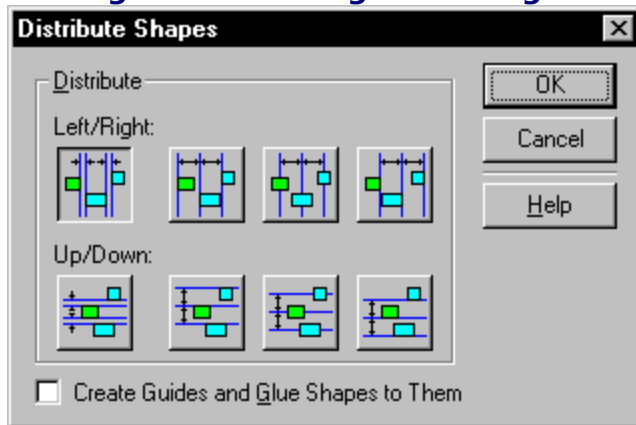 Distribute Shapes
Distribute
OK
Left/Right:
Cancel
Help
Up/Down:
Create Guides and Glue Shapes to Them